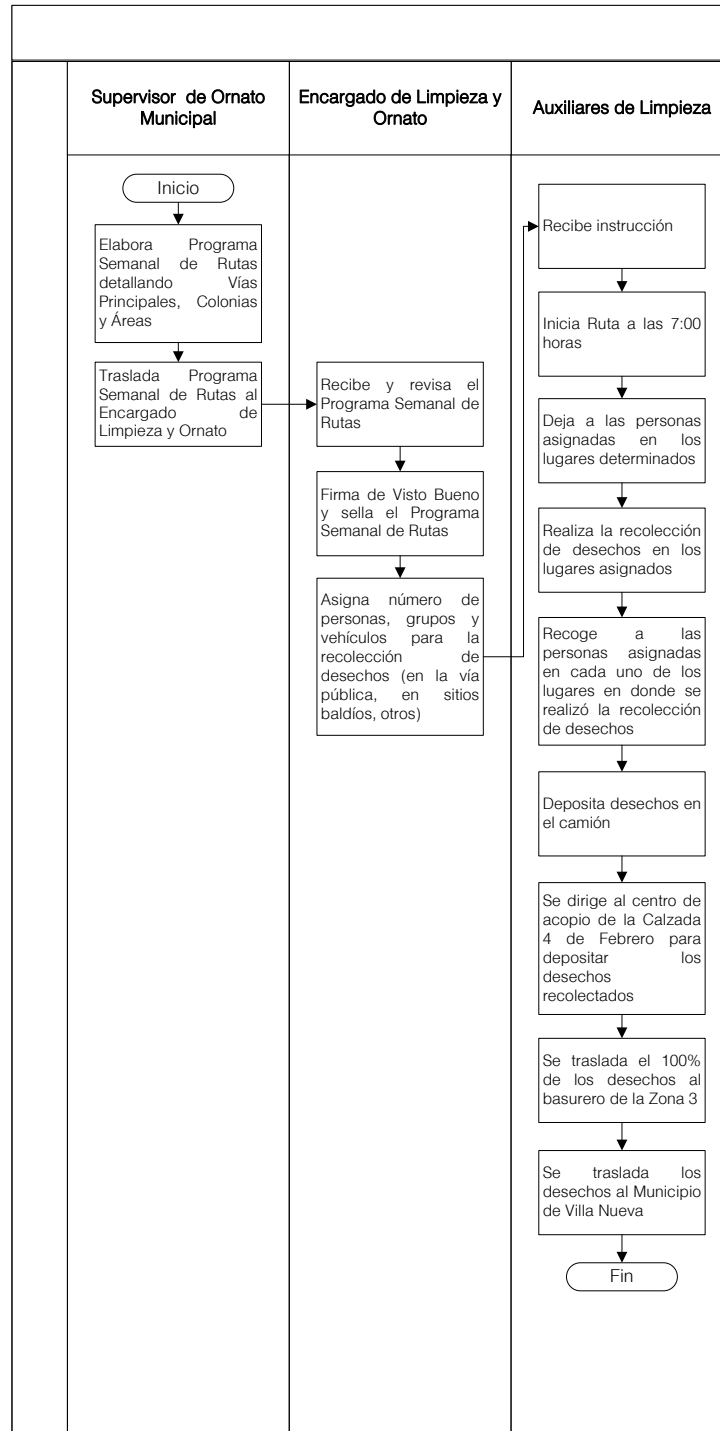 Supervisor de Ornato
Municipal
Encargado de Limpieza y
Ornato
Auxiliares de Limpieza
Inicio
Elabora Programa
Semanal de Rutas
detallando Vías
Principales, Colonias
y Áreas
Traslada Programa
Semanal de Rutas al
Encargado de
Limpieza y Ornato
Recibe y revisa el
Programa Semanal de
Rutas
Firma de Visto Bueno
y sella el Programa
Semanal de Rutas
Asigna número de
personas, grupos y
vehículos para la
recolección de
desechos (en la vía
pública, en sitios
baldíos, otros)
Recibe instrucción
Inicia Ruta a las 7:00
horas
Deja a las personas
asignadas en los
lugares determinados
Realiza la recolección
de desechos en los
lugares asignados
Recoge a las
personas asignadas
en cada uno de los
lugares en donde se
realizó la recolección
de desechos
Deposita desechos en
el camión
Se dirige al centro de
acopio de la Calzada
4 de Febrero para
depositar los
desechos
recolectados
Se traslada el 100%
de los desechos al
basurero de la Zona 3
Se traslada los
desechos al Municipio
de Villa Nueva
Fin